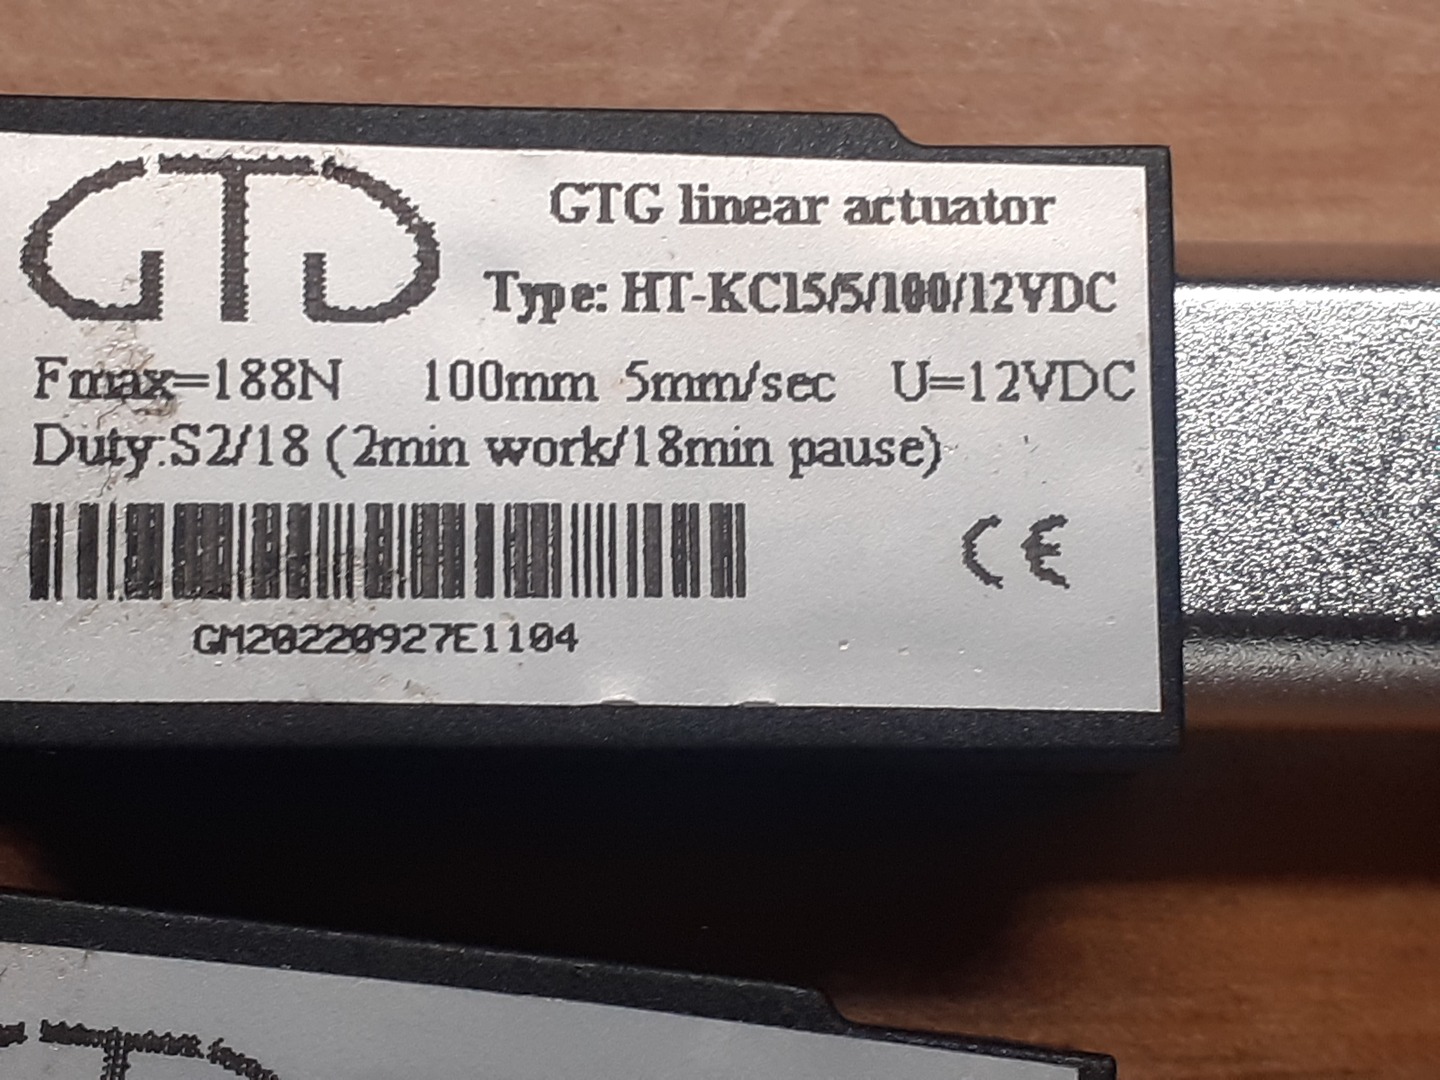 GTG
GTG linear actuator
Type: HT-KC15/5/100/12VDC
Fmax=188N 100mm 5mm/sec U=12VDC
Duty:S2/18 (2min work/18min pause)
CE
GM20220927E1104